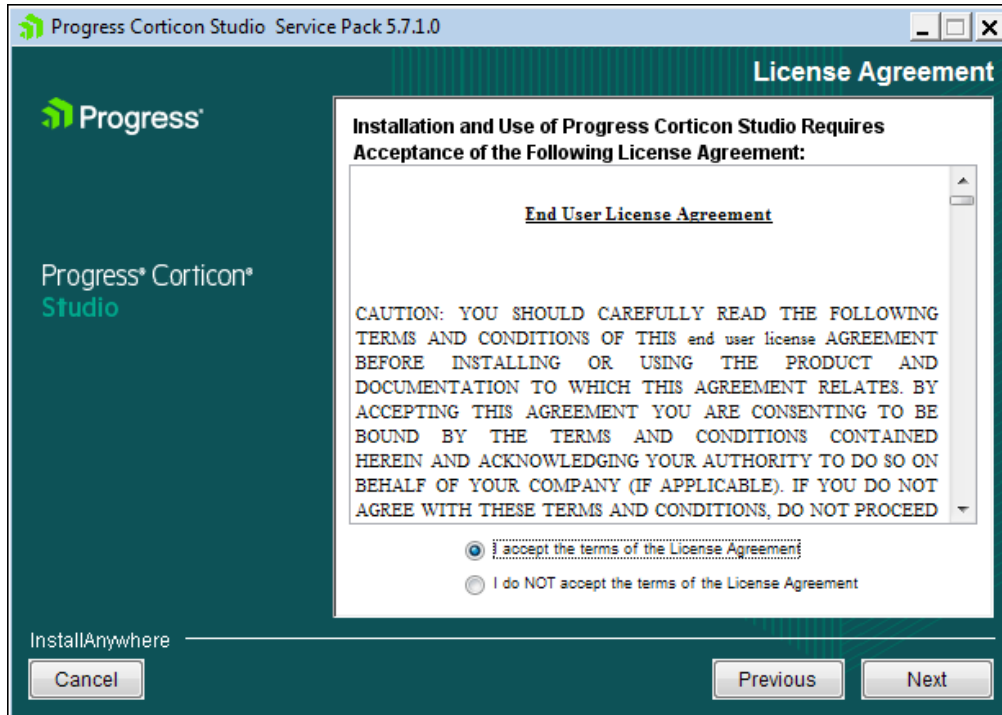 Progress Corticon Studio Service Pack 5.7.1.0
License Agreement
Progress®
Installation and Use of Progress Corticon Studio Requires
Acceptance of the Following License Agreement:
End User License Agreement
Progress® Corticon®
Studio
CAUTION: YOU SHOULD CAREFULLY READ THE FOLLOWING
TERMS AND CONDITIONS OF THIS end user license AGREEMENT
BEFORE INSTALLING OR USING THE PRODUCT AND
DOCUMENTATION TO WHICH THIS AGREEMENT RELATES. BY
ACCEPTING THIS AGREEMENT YOU ARE CONSENTING TO BE
BOUND BY THE TERMS AND CONDITIONS CONTAINED
HEREIN AND ACKNOWLEDGING YOUR AUTHORITY TO DO SO ON
BEHALF OF YOUR COMPANY (IF APPLICABLE). IF YOU DO NOT
AGREE WITH THESE TERMS AND CONDITIONS, DO NOT PROCEED
I accept the terms of the License Agreement
I do NOT accept the terms of the License Agreement
InstallAnywhere
Cancel
Previous
Next